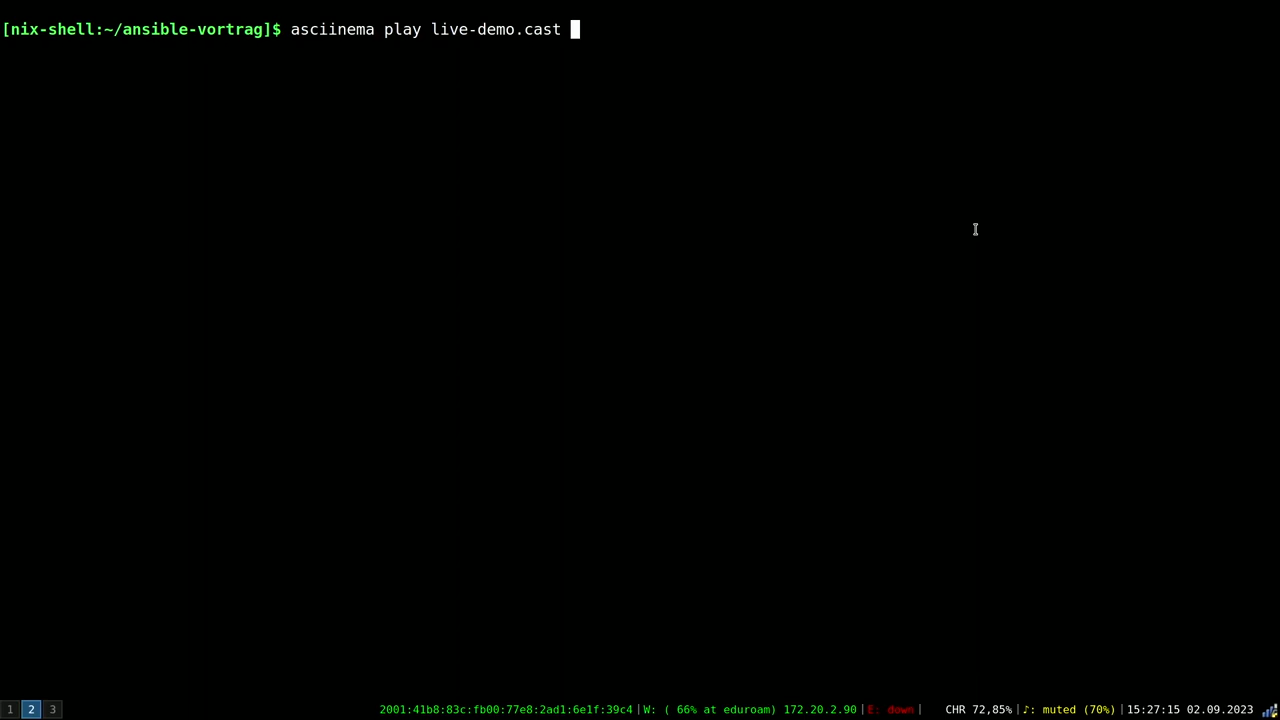 [nix-shell:~/ansible-vortrag]$ asciinema play live-demo.cast
1 2 3 2001:41b8:83c:fb00:77e8:2ad1:6e1f:39c4|W: ( 66% at eduroam) 172.20.2.90|E: down| CHR 72,85%|♪: muted (70%)|15:27:15 02.09.2023